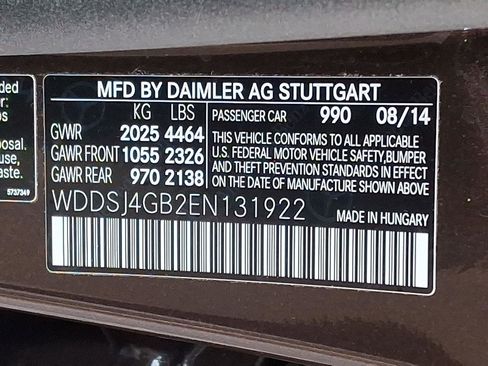 MFD BY DAIMLER AG STUTTGART
KG LBS
GVWR 2025 4464
GAWR FRONT 1055 2326
GAWR REAR 970 2138
PASSENGER CAR 990 08/14
THIS VEHICLE CONFORMS TO ALL APPLICABLE
U.S. FEDERAL MOTOR VEHICLE SAFETY, BUMPER
AND THEFT PREVENTION STANDARDS IN
EFFECT ON THE DATE OF MANUFACTURE
SHOWN ABOVE.
WDDSJ4GB2EN131922
MADE IN HUNGARY
5737349